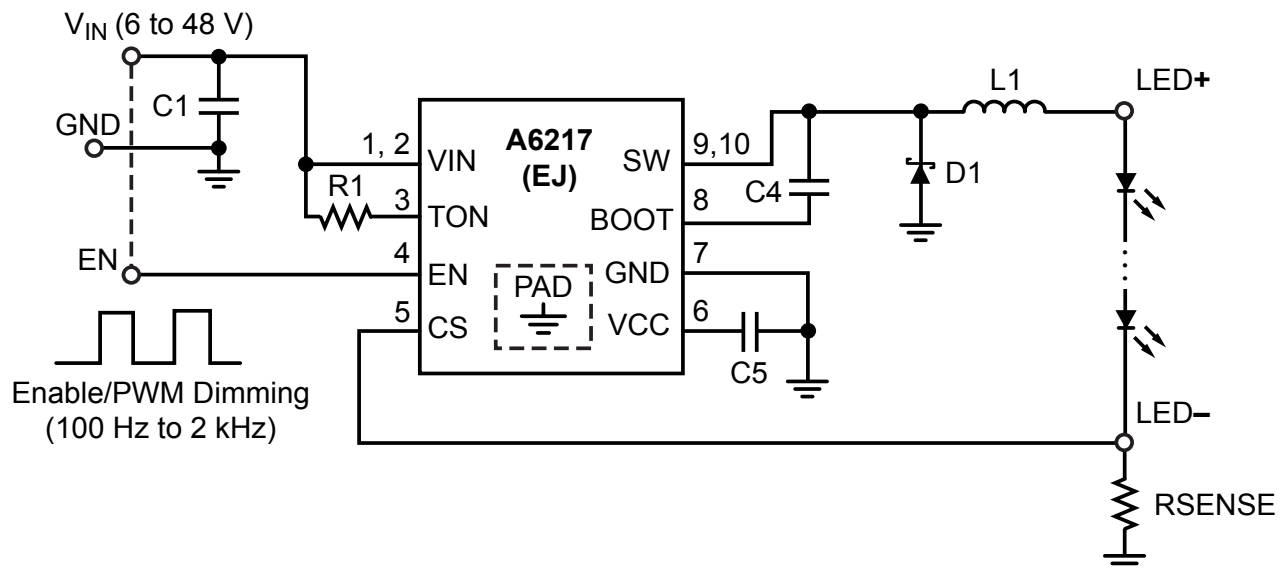 VIN (6 to 48 V)
C1
GND
EN
Enable/PWM Dimming
(100 Hz to 2 kHz)
R1
1, 2
3
4
5
A6217
(EJ)
VIN
TON
EN
CS
PAD
SW
BOOT
GND
VCC
9,10
8
7
6
C4
C5
D1
L1
LED+
LED–
RSENSE